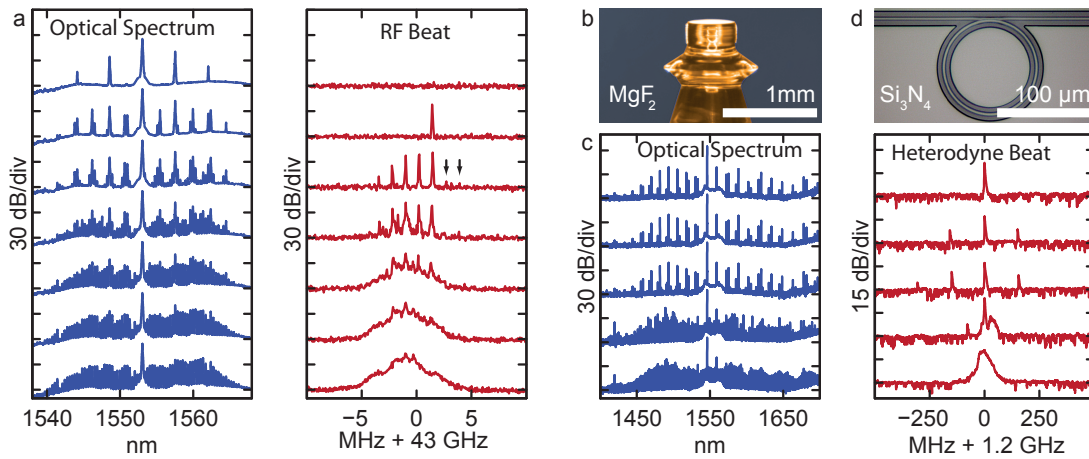 a
Optical Spectrum
RF Beat
30 dB/div
30 dB/div
1540
1550
1560
nm
−5
0
5
MHz + 43 GHz
b
MgF2
1mm
d
Si3N4
100 µm
c
Optical Spectrum
Heterodyne Beat
30 dB/div
15 dB/div
1450
1550
1650
nm
−250
0
250
MHz + 1.2 GHz